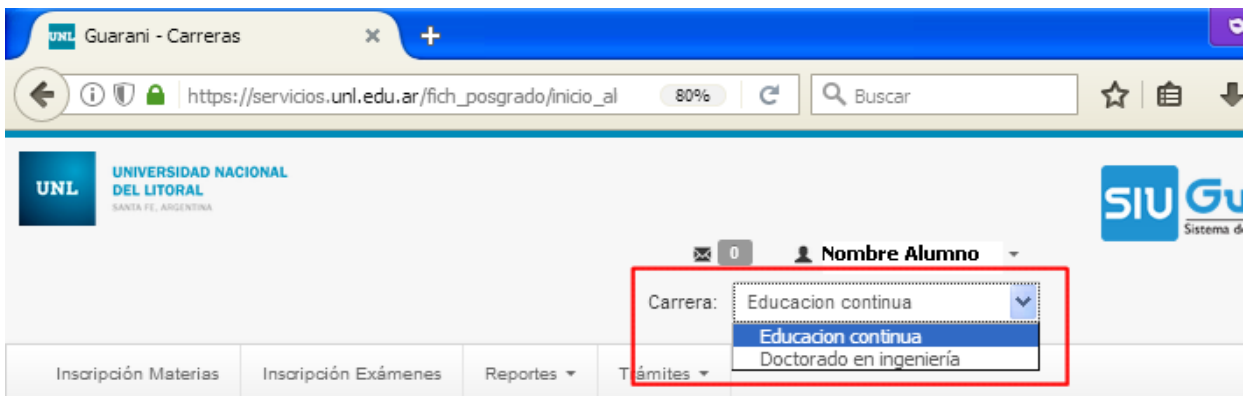 UNL Guarani - Carreras
https://servicios.unl.edu.ar/fich_posgrado/inicio_al 80% Buscar
UNL
UNIVERSIDAD NACIONAL
DEL LITORAL
SANTA FE, ARGENTINA
SIU Gu
Sistema d
0 Nombre Alumno
Carrera: Educacion continua
Educacion continua
Doctorado en ingeniería
Inscripción Materias Inscripción Exámenes Reportes Trámites